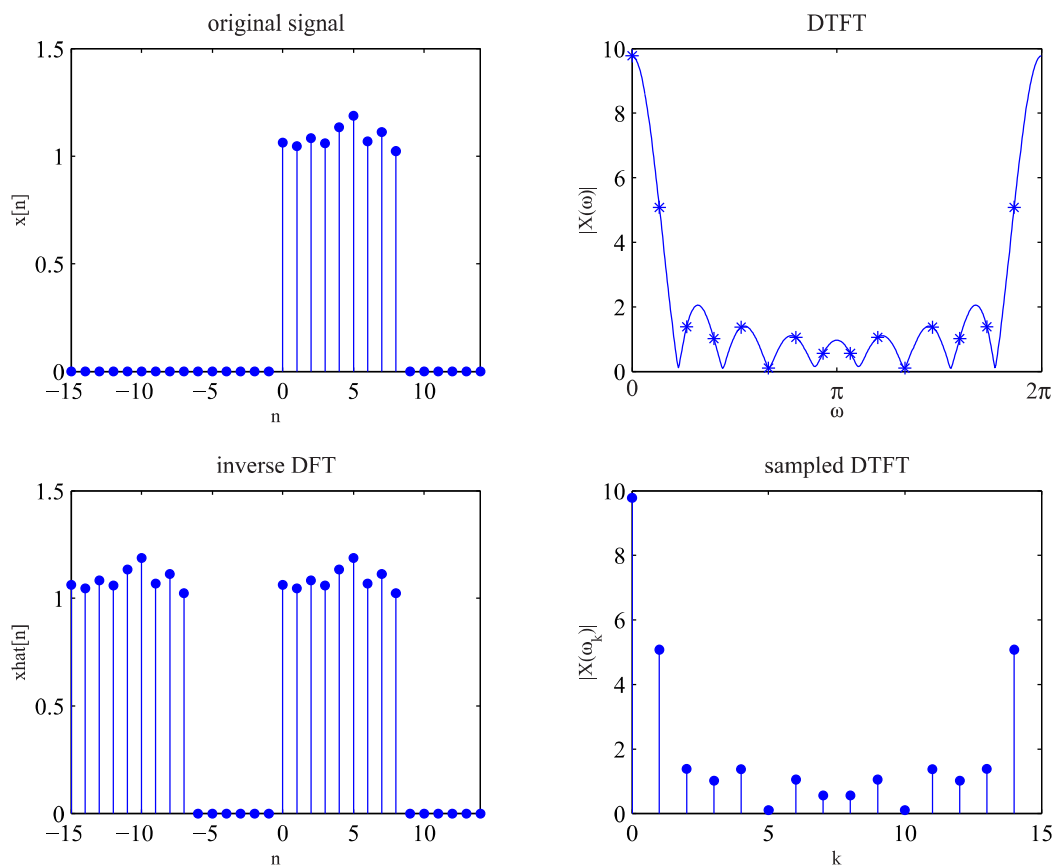 original signal
1.5
1
0.5
0
x[n]
−15 −10 −5 0 5 10
n
DTFT
10
8
6
4
2
0
|X(ω)|
0 π 2π
ω
inverse DFT
1.5
1
0.5
0
xhat[n]
−15 −10 −5 0 5 10
n
sampled DTFT
10
8
6
4
2
0
|X(ω_k)|
0 5 10 15
k